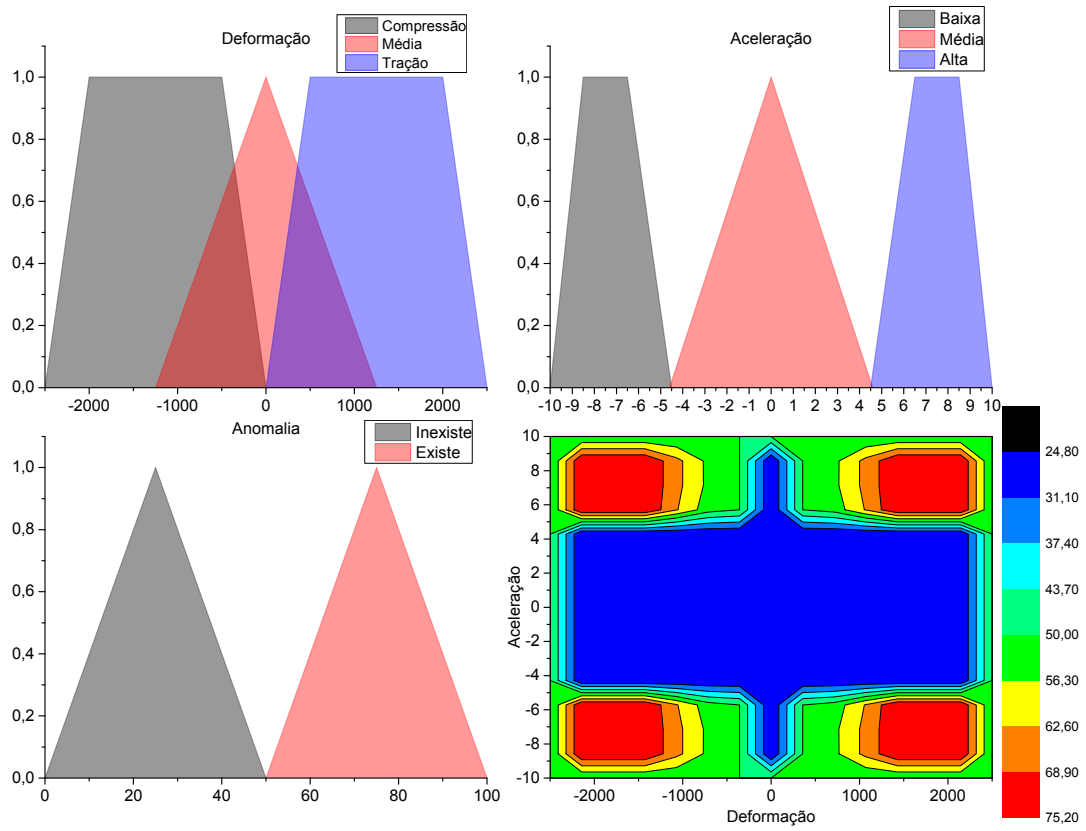 Deformação
Compressão
Média
Tração
1,0
0,8
0,6
0,4
0,2
0,0
-2000 -1000 0 1000 2000
Aceleração
Baixa
Média
Alta
1,0
0,8
0,6
0,4
0,2
0,0
-10 -9 -8 -7 -6 -5 -4 -3 -2 -1 0 1 2 3 4 5 6 7 8 9 10
Anomalia
Inexiste
Existe
1,0
0,8
0,6
0,4
0,2
0,0
0 20 40 60 80 100
Aceleração
10
8
6
4
2
0
-2
-4
-6
-8
-10
-2000 -1000 0 1000 2000
Deformação
24,80
31,10
37,40
43,70
50,00
56,30
62,60
68,90
75,20